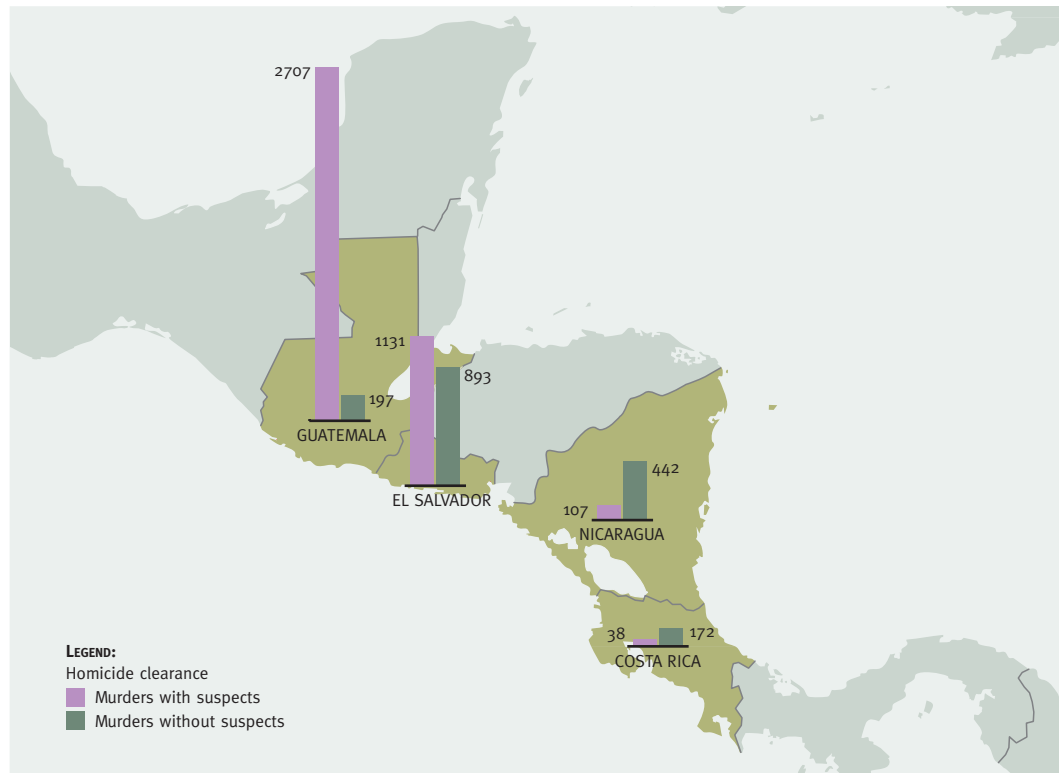 2707
197
GUATEMALA
1131
893
EL SALVADOR
107
442
NICARAGUA
38
172
COSTA RICA
LEGEND:
Homicide clearance
Murders with suspects
Murders without suspects